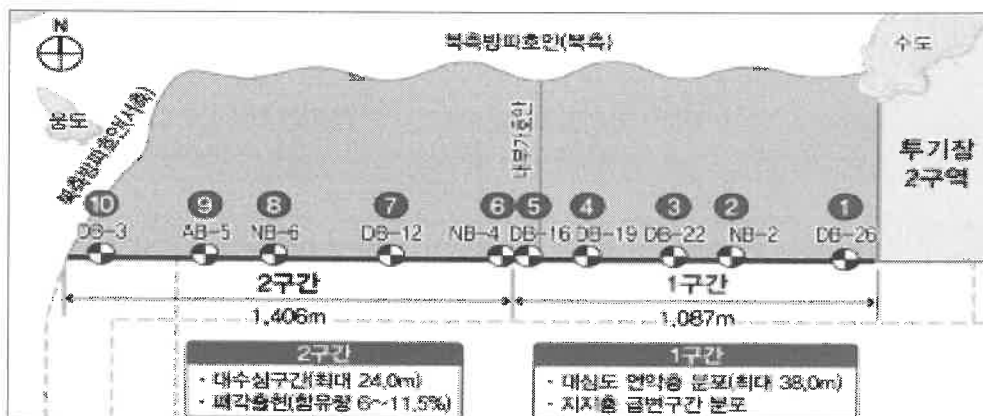 N
북측방파호안(북측)
수도
웅도
북측방파호안(서측)
나무가호안
투기장
2구역
10 9 8 7 6 5 4 3 2 1
DB-3 AB-5 NB-6 DB-12 NB-4 DB-16 DB-19 DB-22 NB-2 DB-26
2구간 1구간
1,406m 1,087m
2구간
· 대수심구간(최대 24.0m)
· 패각출현(함유량 6~11.5%)
1구간
· 대심도 연약층 분포(최대 38.0m)
· 지지층 급변구간 분포